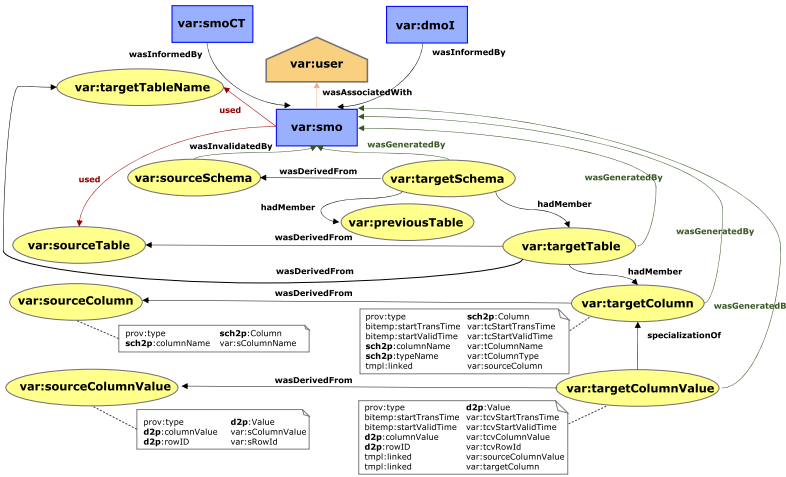 var:smoCT
var:dmoI
wasInformedBy
wasInformedBy
var:user
var:targetTableName
wasAssociatedWith
used
var:smo
wasInvalidatedBy
wasGeneratedBy
var:sourceSchema
wasDerivedFrom
var:targetSchema
wasGeneratedBy
used
hadMember
var:previousTable
wasGeneratedBy
var:sourceTable
wasDerivedFrom
var:targetTable
wasDerivedFrom
hadMember
var:sourceColumn
wasDerivedFrom
var:targetColumn
wasGeneratedB
prov:type sch2p:Column
sch2p:columnName var:sColumnName
prov:type sch2p:Column
bitemp:startTransTime var:tcStartTransTime
bitemp:startValidTime var:tcStartValidTime
sch2p:columnName var:tColumnName
sch2p:typeName var:tColumnType
tmpl:linked var:sourceColumn
specializationOf
var:sourceColumnValue
wasDerivedFrom
var:targetColumnValue
prov:type d2p:Value
d2p:columnValue var:sColumnValue
d2p:rowID var:sRowId
prov:type d2p:Value
bitemp:startTransTime var:tcvStartTransTime
bitemp:startValidTime var:tcvStartValidTime
d2p:columnValue var:tcvColumnValue
d2p:rowID var:tcvRowId
tmpl:linked var:sourceColumnValue
tmpl:linked var:targetColumn